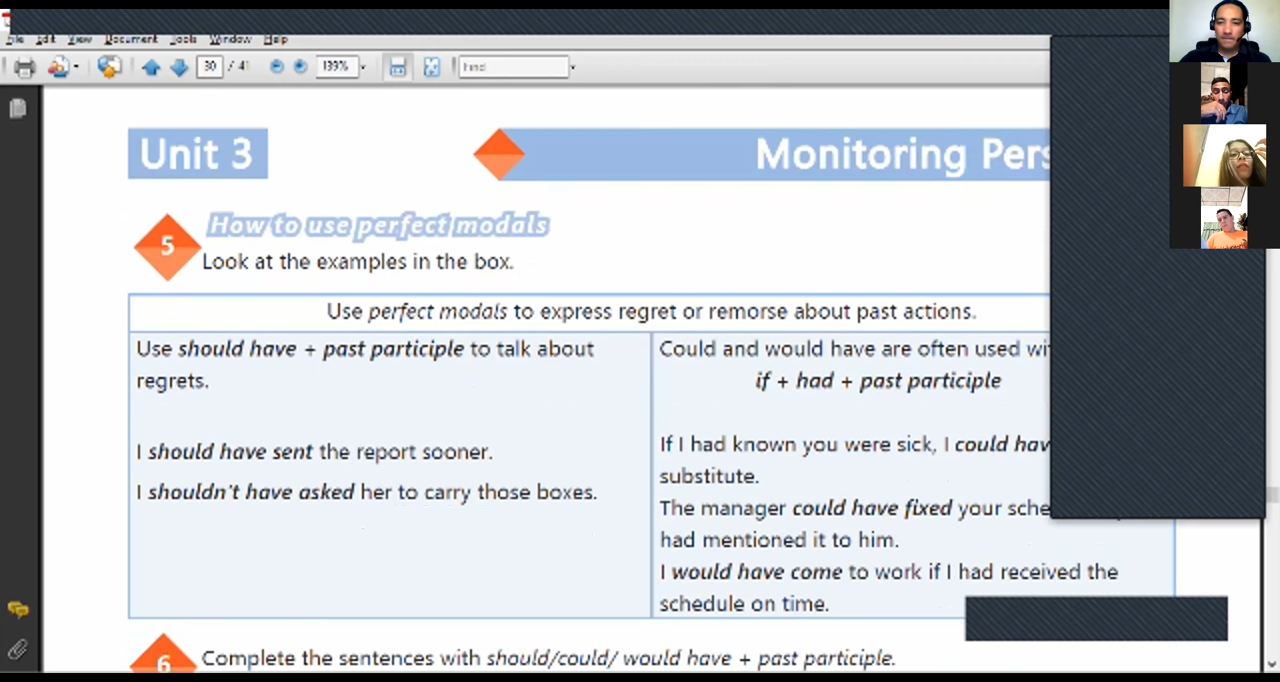 File Edit View Document Tools Window Help
30 / 41 139% Find
Unit 3 Monitoring Pers
5 How to use perfect modals
Look at the examples in the box.
Use perfect modals to express regret or remorse about past actions.
Use should have + past participle to talk about
regrets.
I should have sent the report sooner.
I shouldn't have asked her to carry those boxes.
Could and would have are often used wi
if + had + past participle
If I had known you were sick, I could hav
substitute.
The manager could have fixed your sche
had mentioned it to him.
I would have come to work if I had received the
schedule on time.
6 Complete the sentences with should/could/ would have + past participle.